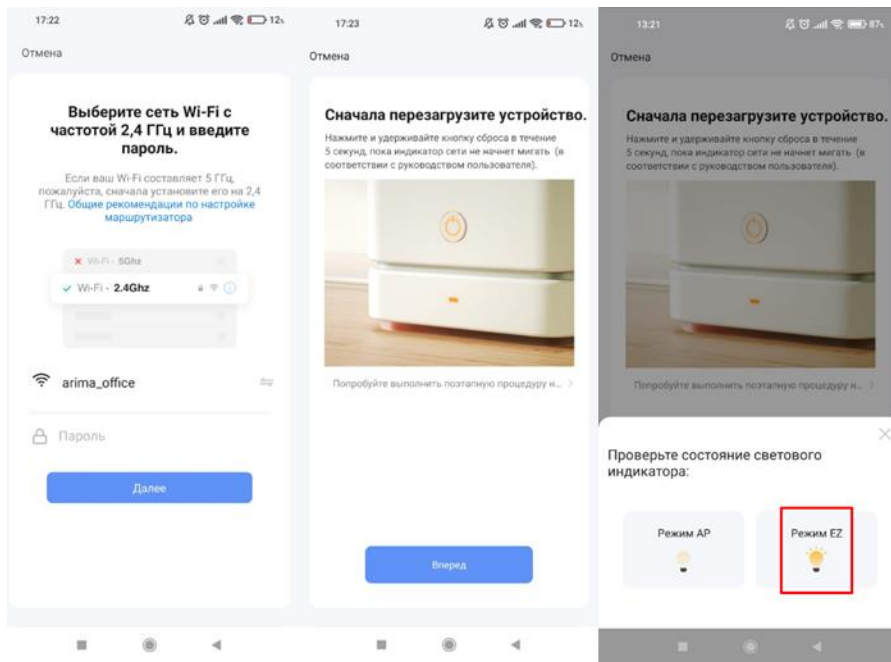 17:22
12%
Отмена
Выберите сеть Wi-Fi с
частотой 2,4 ГГц и введите
пароль.
Если ваш Wi-Fi составляет 5 ГГц,
пожалуйста, сначала установите его на 2,4
ГГц. Общие рекомендации по настройке
маршрутизатора
Wi-Fi - 5Ghz
Wi-Fi - 2.4Ghz
arima_office
Пароль
Далее
17:23
12%
Отмена
Сначала перезагрузите устройство.
Нажмите и удерживайте кнопку сброса в течение
5 секунд, пока индикатор сети не начнет мигать (в
соответствии с руководством пользователя).
Попробуйте выполнить поэтапную процедуру н...
Вперед
13:21
87%
Отмена
Сначала перезагрузите устройство.
Нажмите и удерживайте кнопку сброса в течение
5 секунд, пока индикатор сети не начнет мигать (в
соответствии с руководством пользователя).
Попробуйте выполнить поэтапную процедуру н...
Проверьте состояние светового
индикатора:
Режим AP
Режим EZ